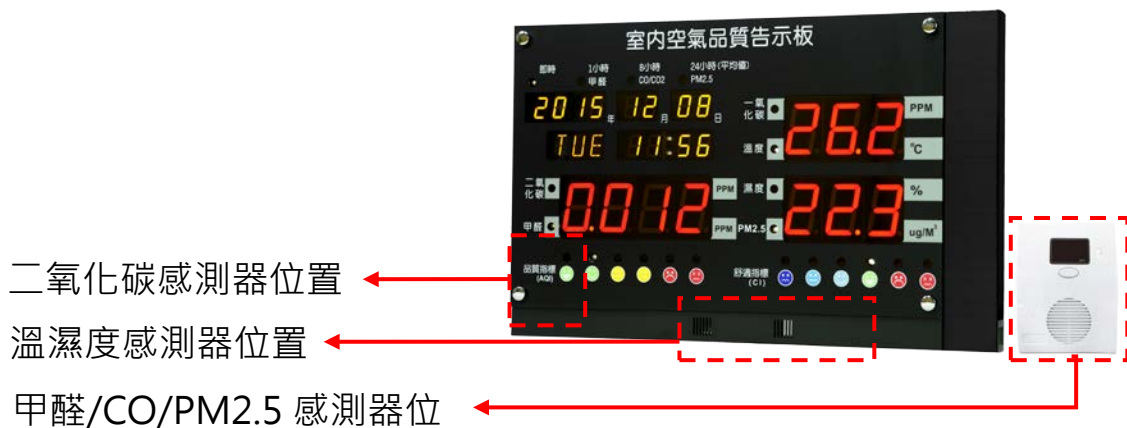 室內空氣品質告示板
即時 1小時 8小時 24小時(平均值)
甲醛 CO/CO2 PM2.5
2015年 12月 08日
TUE 11:56
一氧化碳 26.2 PPM
溫度 ℃
二氧化碳 0.012 PPM
甲醛 PPM
濕度 22.3 %
PM2.5 ug/M³
品質指標
(AQI)
舒適指標
(CI)
二氧化碳感測器位置
溫濕度感測器位置
甲醛/CO/PM2.5 感測器位